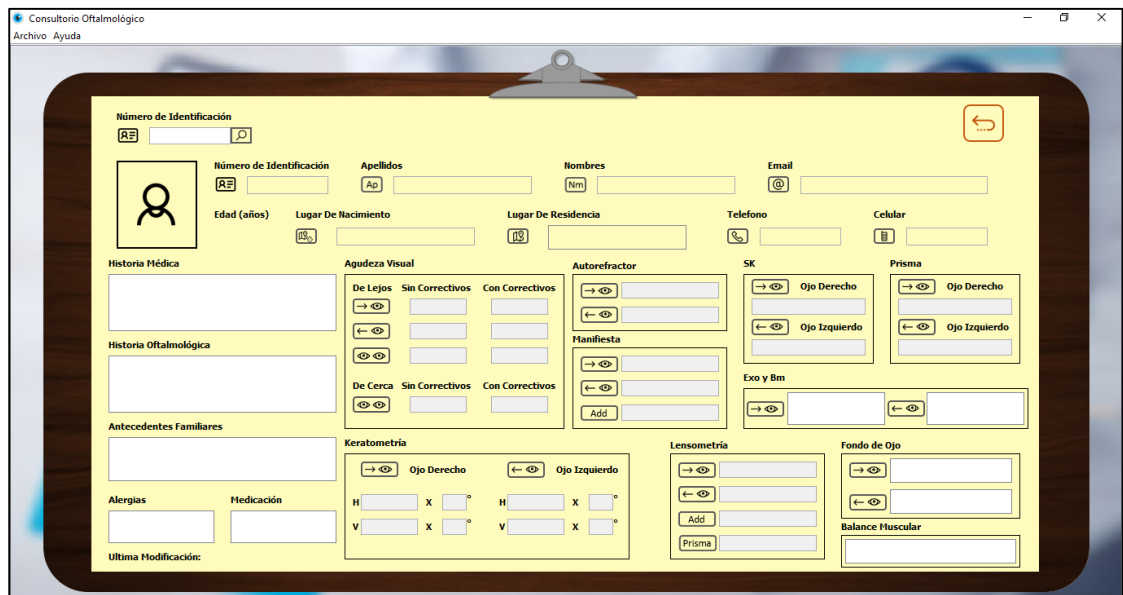 Consultorio Oftalmológico
Archivo Ayuda
Número de Identificación
Número de Identificación Apellidos Nombres Email
Ap Nm @
Edad (años) Lugar De Nacimiento Lugar De Residencia Telefono Celular
Historia Médica Agudeza Visual Autorefractor SK Prisma
De Lejos Sin Correctivos Con Correctivos Ojo Derecho Ojo Derecho
Ojo Izquierdo Ojo Izquierdo
Historia Oftalmológica Manifiesta
De Cerca Sin Correctivos Con Correctivos Exo y Bm
Add
Antecedentes Familiares
Keratometría Lensometría Fondo de Ojo
Ojo Derecho Ojo Izquierdo
Alergias Medicación H X ° H X °
Add
V X ° V X ° Balance Muscular
Prisma
Ultima Modificación: